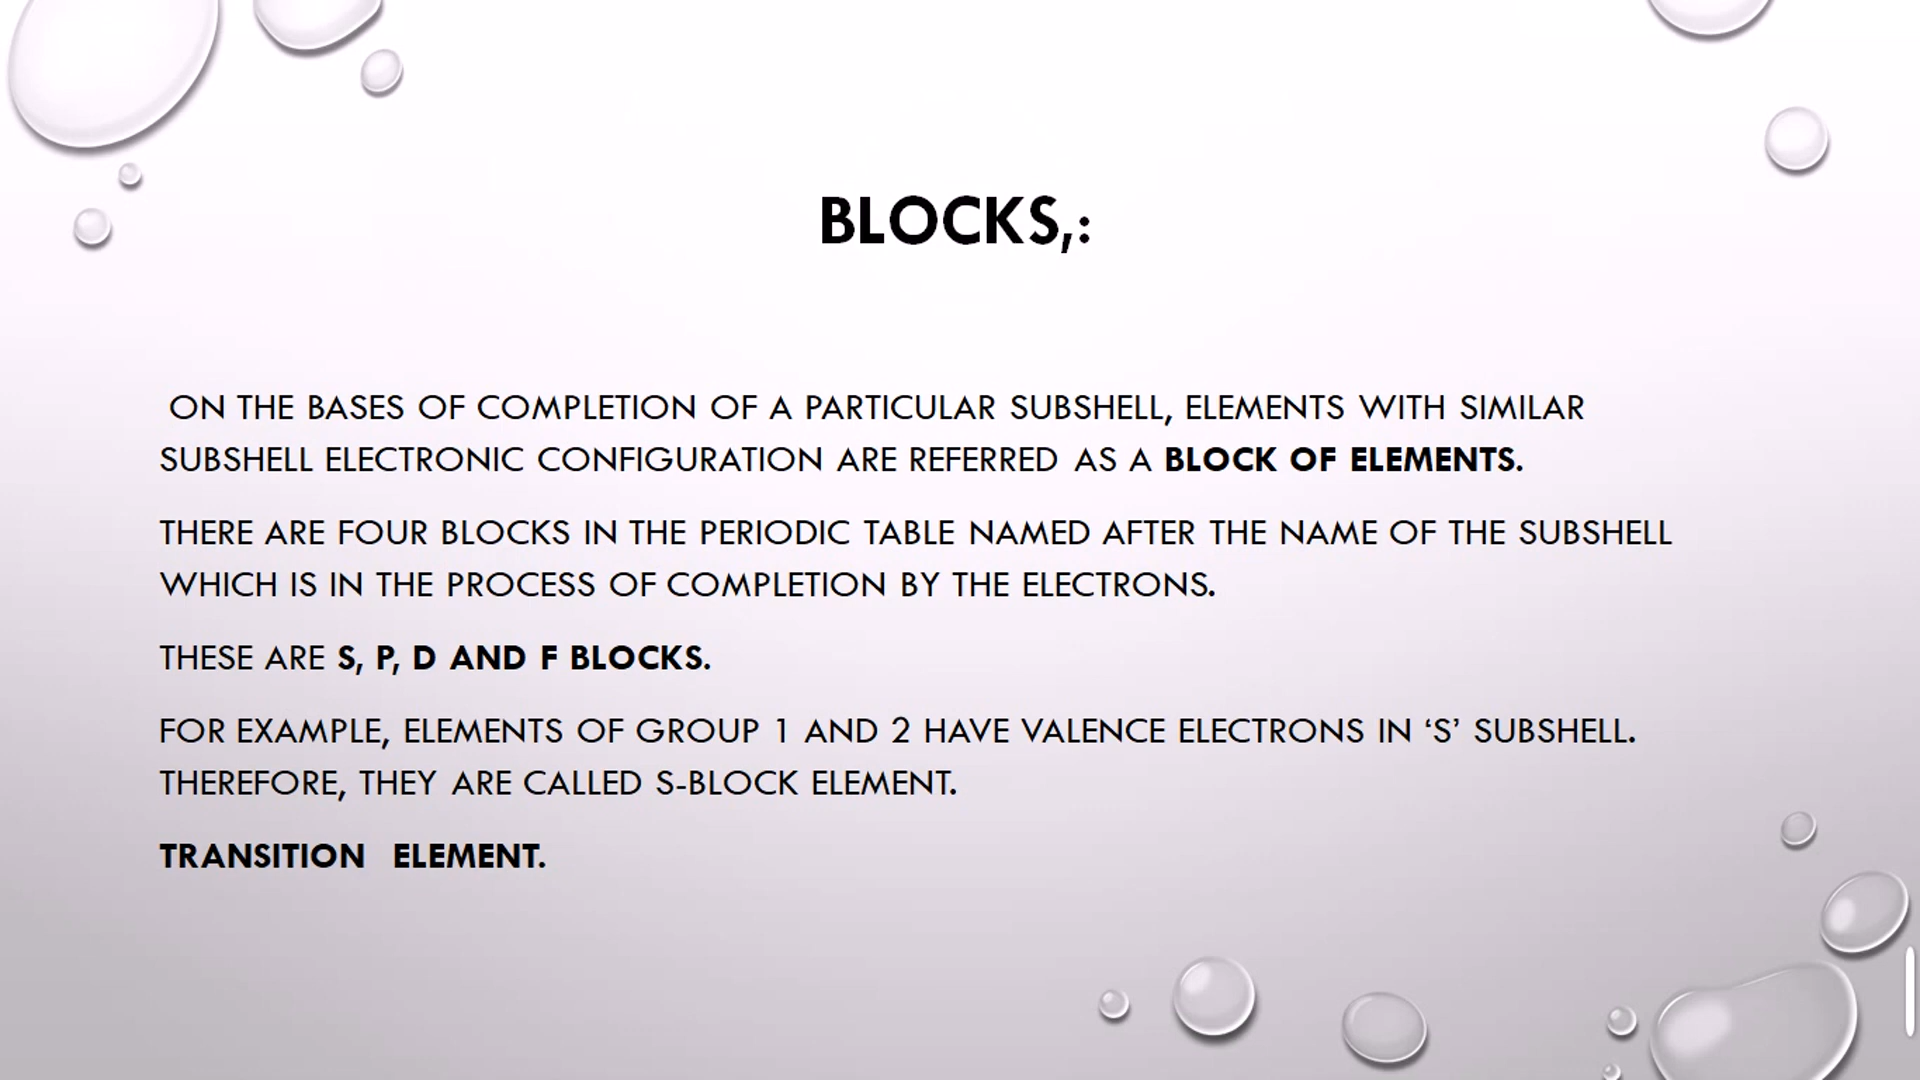 BLOCKS,:
ON THE BASES OF COMPLETION OF A PARTICULAR SUBSHELL, ELEMENTS WITH SIMILAR
SUBSHELL ELECTRONIC CONFIGURATION ARE REFERRED AS A BLOCK OF ELEMENTS.
THERE ARE FOUR BLOCKS IN THE PERIODIC TABLE NAMED AFTER THE NAME OF THE SUBSHELL
WHICH IS IN THE PROCESS OF COMPLETION BY THE ELECTRONS.
THESE ARE S, P, D AND F BLOCKS.
FOR EXAMPLE, ELEMENTS OF GROUP 1 AND 2 HAVE VALENCE ELECTRONS IN ‘S’ SUBSHELL.
THEREFORE, THEY ARE CALLED S-BLOCK ELEMENT.
TRANSITION ELEMENT.